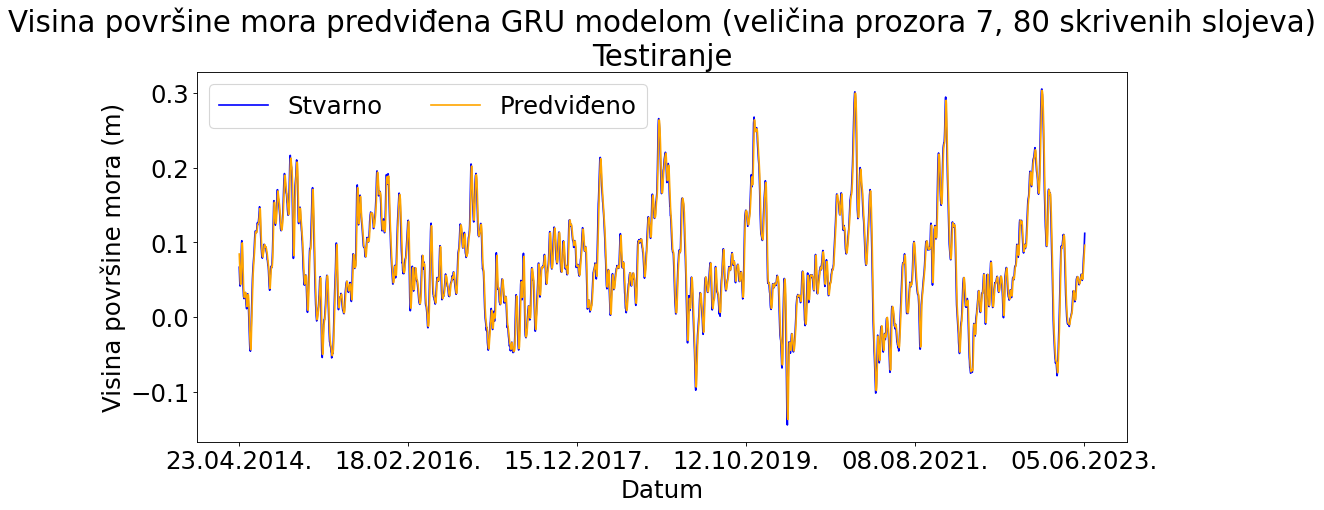 Visina površine mora predviđena GRU modelom (veličina prozora 7, 80 skrivenih slojeva)
Testiranje
Stvarno
Predviđeno
Visina površine mora (m)
0.3
0.2
0.1
0.0
−0.1
23.04.2014.
18.02.2016.
15.12.2017.
12.10.2019.
08.08.2021.
05.06.2023.
Datum